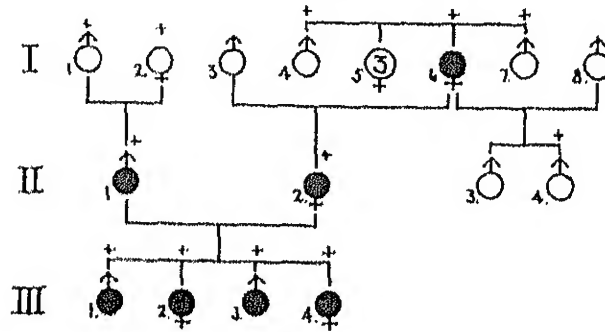 I 1. 2. 3 4. 5. 3 6. 7. 8.
II 1 2. 3. 4.
III 1. 2. 3. 4.